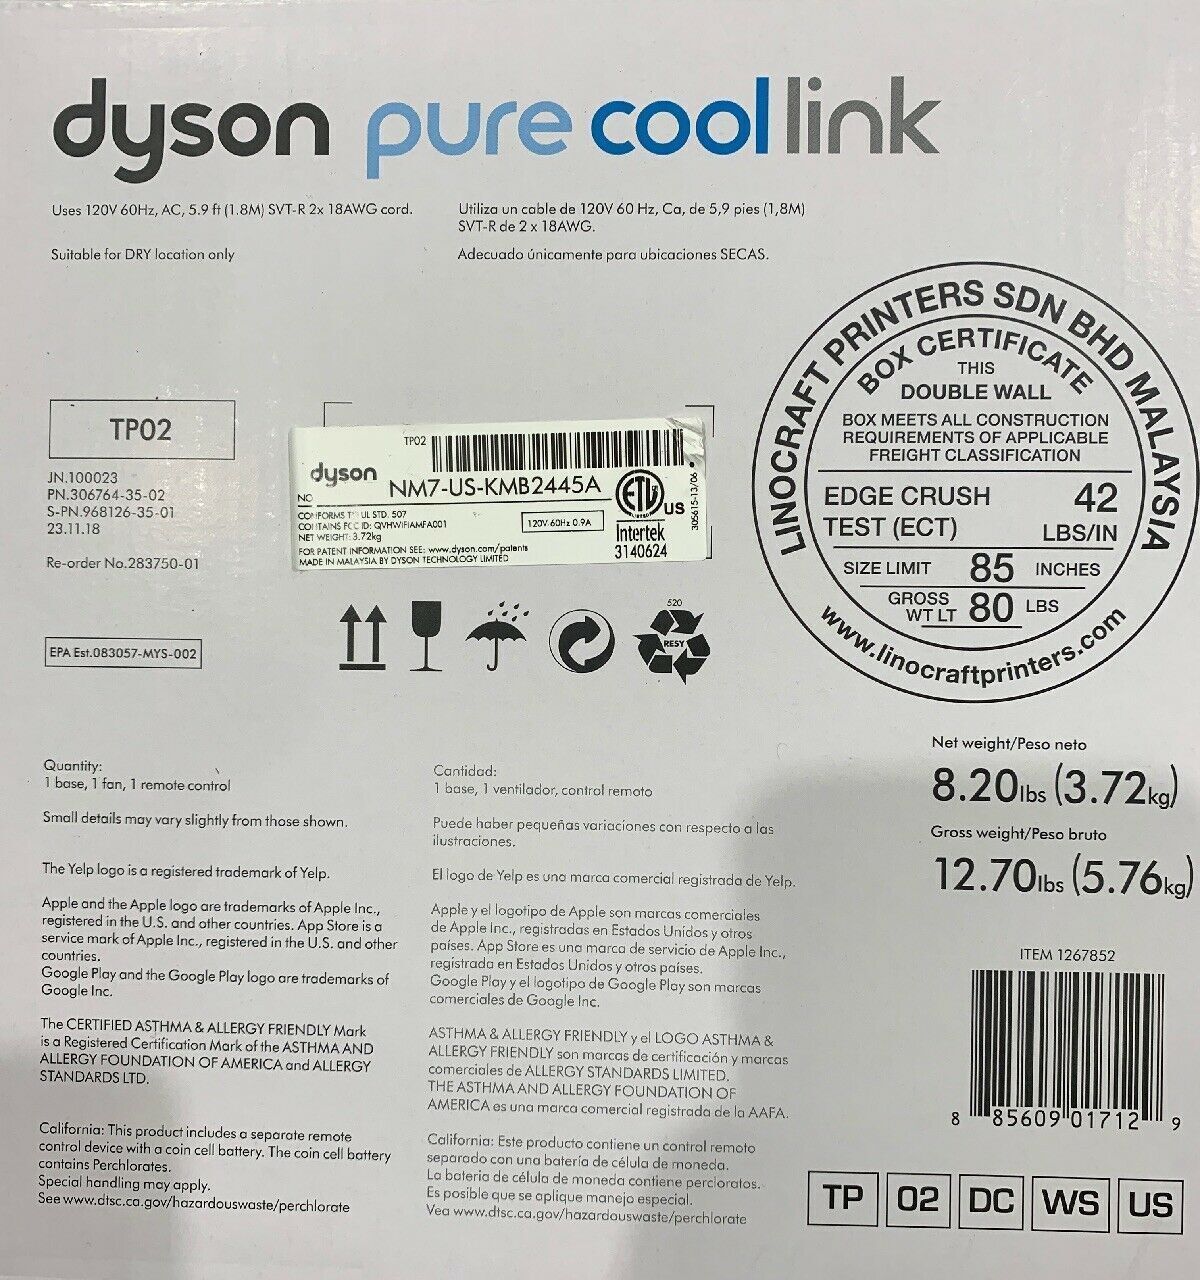 dyson pure cool link
Uses 120V 60Hz, AC, 5.9 ft (1.8M) SVT-R 2x 18AWG cord.
Suitable for DRY location only
Utiliza un cable de 120V 60 Hz, Ca, de 5,9 pies (1,8M)
SVT-R de 2 x 18AWG.
Adecuado únicamente para ubicaciones SECAS.
LINOCRAFT PRINTERS SDN BHD MALAYSIA
BOX CERTIFICATE
THIS
DOUBLE WALL
BOX MEETS ALL CONSTRUCTION
REQUIREMENTS OF APPLICABLE
FREIGHT CLASSIFICATION
EDGE CRUSH
TEST (ECT)
42
LBS/IN
SIZE LIMIT 85 INCHES
GROSS
WT LT 80 LBS
www.linocraftprinters.com
TP02
JN.100023
PN.306764-35-02
S-PN.968126-35-01
23.11.18
Re-order No.283750-01
EPA Est.083057-MYS-002
TP02
dyson
NO
NM7-US-KMB2445A
CONFORMS T UL STD. 507
CONTAINS FCC ID: QVHWIFIAMFA001
NET WEIGHT: 3.72kg
120V 60Hz 0.9A
FOR PATENT INFORMATION SEE: www.dyson.com/patents
MADE IN MALAYSIA BY DYSON TECHNOLOGY LIMITED
ETL
US
Intertek
3140624
305615-13/06
520
RESY
Quantity:
1 base, 1 fan, 1 remote control
Small details may vary slightly from those shown.
The Yelp logo is a registered trademark of Yelp.
Apple and the Apple logo are trademarks of Apple Inc.,
registered in the U.S. and other countries. App Store is a
service mark of Apple Inc., registered in the U.S. and other
countries.
Google Play and the Google Play logo are trademarks of
Google Inc.
The CERTIFIED ASTHMA & ALLERGY FRIENDLY Mark
is a Registered Certification Mark of the ASTHMA AND
ALLERGY FOUNDATION OF AMERICA and ALLERGY
STANDARDS LTD.
California: This product includes a separate remote
control device with a coin cell battery. The coin cell battery
contains Perchlorates.
Special handling may apply.
See www.dtsc.ca.gov/hazardouswaste/perchlorate
Cantidad:
1 base, 1 ventilador, control remoto
Puede haber pequeñas variaciones con respecto a las
ilustraciones.
El logo de Yelp es una marca comercial registrada de Yelp.
Apple y el logotipo de Apple son marcas comerciales
de Apple Inc., registradas en Estados Unidos y otros
países. App Store es una marca de servicio de Apple Inc.,
registrada en Estados Unidos y otros países.
Google Play y el logotipo de Google Play son marcas
comerciales de Google Inc.
ASTHMA & ALLERGY FRIENDLY y el LOGO ASTHMA &
ALLERGY FRIENDLY son marcas de certificación y marcas
comerciales de ALLERGY STANDARDS LIMITED.
THE ASTHMA AND ALLERGY FOUNDATION OF
AMERICA es una marca comercial registrada de la AAFA.
California: Este producto contiene un control remoto
separado con una batería de célula de moneda.
La batería de célula de moneda contiene percloratos.
Es posible que se aplique manejo especial.
Vea www.dtsc.ca.gov/hazardouswaste/perchlorate
Net weight/Peso neto
8.20lbs (3.72kg)
Gross weight/Peso bruto
12.70lbs (5.76kg)
ITEM 1267852
8 85609 01712 9
TP 02 DC WS US